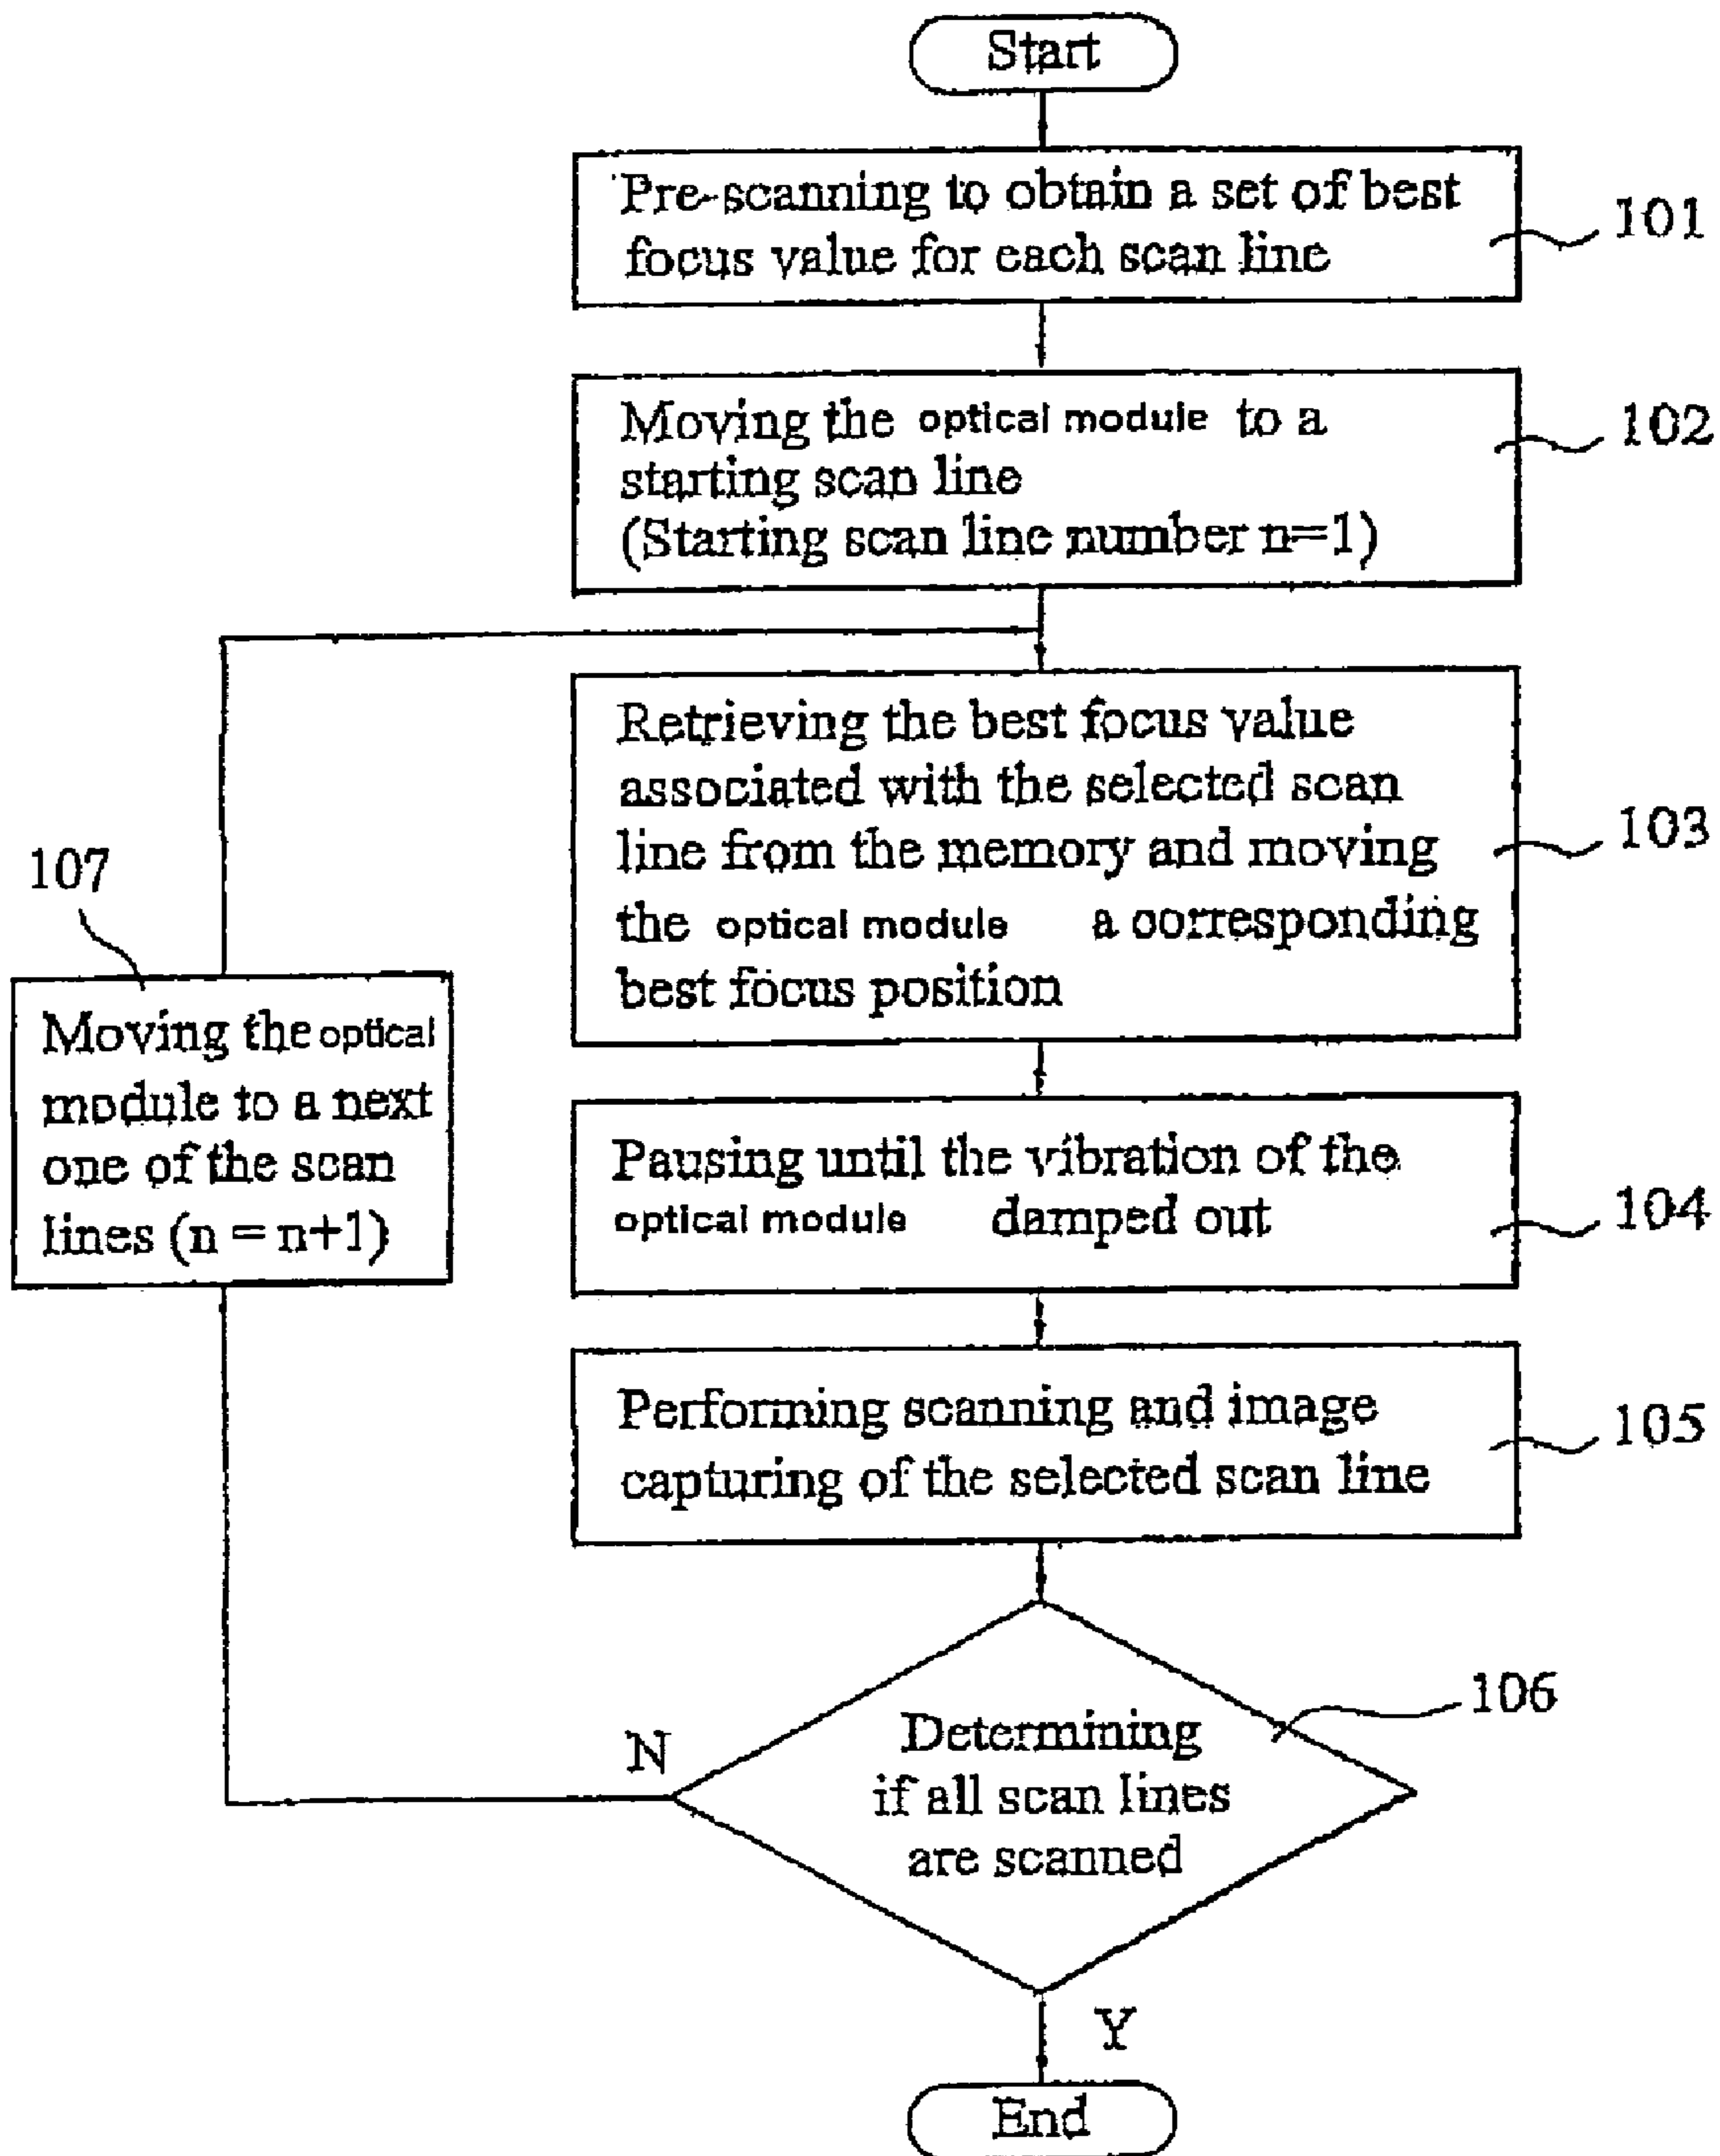 Start
Pre-scanning to obtain a set of best
focus value for each scan line
101
Moving the optical module to a
starting scan line
(Starting scan line number n=1)
102
Retrieving the best focus value
associated with the selected scan
line from the memory and moving
the optical module a corresponding
best focus position
103
Pausing until the vibration of the
optical module damped out
104
Performing scanning and image
capturing of the selected scan line
105
Determining
if all scan lines
are scanned
106
N
Y
107
Moving the optical
module to a next
one of the scan
lines (n = n+1)
End